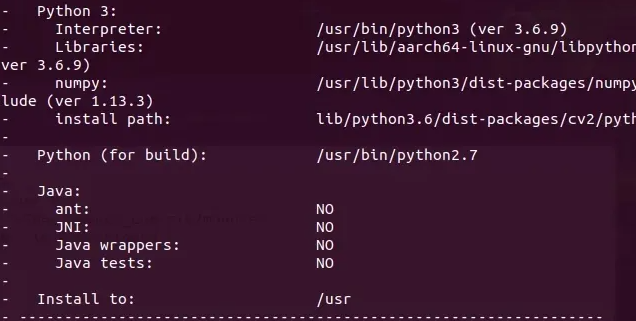 -   Python 3:
-     Interpreter:                 /usr/bin/python3 (ver 3.6.9)
-     Libraries:                   /usr/lib/aarch64-linux-gnu/libpython
ver 3.6.9)
-     numpy:                       /usr/lib/python3/dist-packages/numpy
lude (ver 1.13.3)
-     install path:                lib/python3.6/dist-packages/cv2/pyth
-
-   Python (for build):            /usr/bin/python2.7
-
-   Java:
-     ant:                         NO
-     JNI:                         NO
-     Java wrappers:               NO
-     Java tests:                  NO
-
-   Install to:                    /usr
- -----------------------------------------------------------------